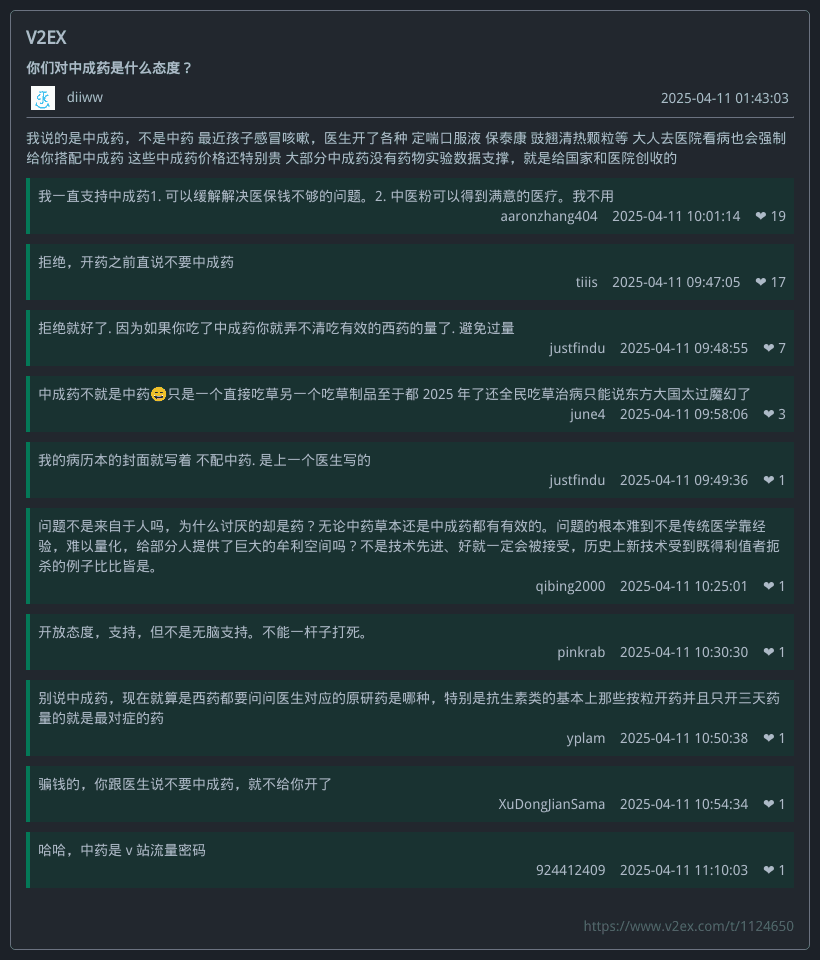 V2EX
你们对中成药是什么态度？
diiww
2025-04-11 01:43:03
我说的是中成药，不是中药 最近孩子感冒咳嗽，医生开了各种 定喘口服液 保泰康 豉翘清热颗粒等 大人去医院看病也会强制
给你搭配中成药 这些中成药价格还特别贵 大部分中成药没有药物实验数据支撑，就是给国家和医院创收的
我一直支持中成药1. 可以缓解解决医保钱不够的问题。2. 中医粉可以得到满意的医疗。我不用
aaronzhang404 2025-04-11 10:01:14 ❤ 19
拒绝，开药之前直说不要中成药
tiiis 2025-04-11 09:47:05 ❤ 17
拒绝就好了. 因为如果你吃了中成药你就弄不清吃有效的西药的量了. 避免过量
justfindu 2025-04-11 09:48:55 ❤ 7
中成药不就是中药😄只是一个直接吃草另一个吃草制品至于都 2025 年了还全民吃草治病只能说东方大国太过魔幻了
june4 2025-04-11 09:58:06 ❤ 3
我的病历本的封面就写着 不配中药. 是上一个医生写的
justfindu 2025-04-11 09:49:36 ❤ 1
问题不是来自于人吗，为什么讨厌的却是药？无论中药草本还是中成药都有有效的。问题的根本难到不是传统医学靠经
验，难以量化，给部分人提供了巨大的牟利空间吗？不是技术先进、好就一定会被接受，历史上新技术受到既得利值者扼
杀的例子比比皆是。
qibing2000 2025-04-11 10:25:01 ❤ 1
开放态度，支持，但不是无脑支持。不能一杆子打死。
pinkrab 2025-04-11 10:30:30 ❤ 1
别说中成药，现在就算是西药都要问问医生对应的原研药是哪种，特别是抗生素类的基本上那些按粒开药并且只开三天药
量的就是最对症的药
yplam 2025-04-11 10:50:38 ❤ 1
骗钱的，你跟医生说不要中成药，就不给你开了
XuDongJianSama 2025-04-11 10:54:34 ❤ 1
哈哈，中药是 v 站流量密码
924412409 2025-04-11 11:10:03 ❤ 1
https://www.v2ex.com/t/1124650